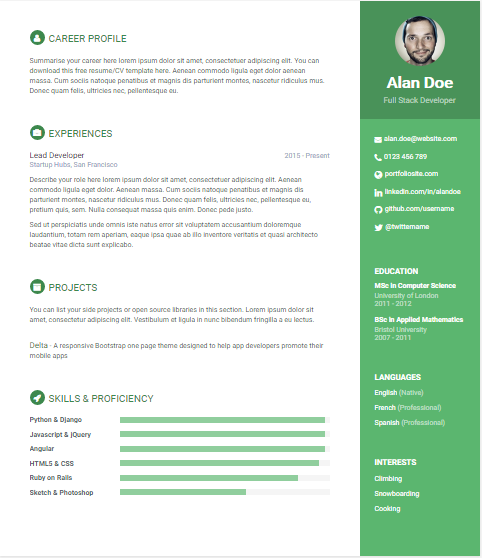 CAREER PROFILE
Summarise your career here lorem ipsum dolor sit amet, consectetuer adipiscing elit. You can
download this free resume/CV template here. Aenean commodo ligula eget dolor aenean
massa. Cum sociis natoque penatibus et magnis dis parturient montes, nascetur ridiculus mus.
Donec quam felis, ultricies nec, pellentesque eu.
EXPERIENCES
Lead Developer
2015 - Present
Startup Hubs, San Francisco
Describe your role here lorem ipsum dolor sit amet, consectetuer adipiscing elit. Aenean
commodo ligula eget dolor. Aenean massa. Cum sociis natoque penatibus et magnis dis
parturient montes, nascetur ridiculus mus. Donec quam felis, ultricies nec, pellentesque eu,
pretium quis, sem. Nulla consequat massa quis enim. Donec pede justo.
Sed ut perspiciatis unde omnis iste natus error sit voluptatem accusantium doloremque
laudantium, totam rem aperiam, eaque ipsa quae ab illo inventore veritatis et quasi architecto
beatae vitae dicta sunt explicabo.
PROJECTS
You can list your side projects or open source libraries in this section. Lorem ipsum dolor sit
amet, consectetur adipiscing elit. Vestibulum et ligula in nunc bibendum fringilla a eu lectus.
Delta - A responsive Bootstrap one page theme designed to help app developers promote their
mobile apps
SKILLS & PROFICIENCY
Python & Django
Javascript & jQuery
Angular
HTML5 & CSS
Ruby on Rails
Sketch & Photoshop
Alan Doe
Full Stack Developer
alan.doe@website.com
0123 456 789
portfoliosite.com
linkedin.com/in/alandoe
github.com/username
@twittername
EDUCATION
MSc in Computer Science
University of London
2011 - 2012
BSc in Applied Mathematics
Bristol University
2007 - 2011
LANGUAGES
English (Native)
French (Professional)
Spanish (Professional)
INTERESTS
Climbing
Snowboarding
Cooking